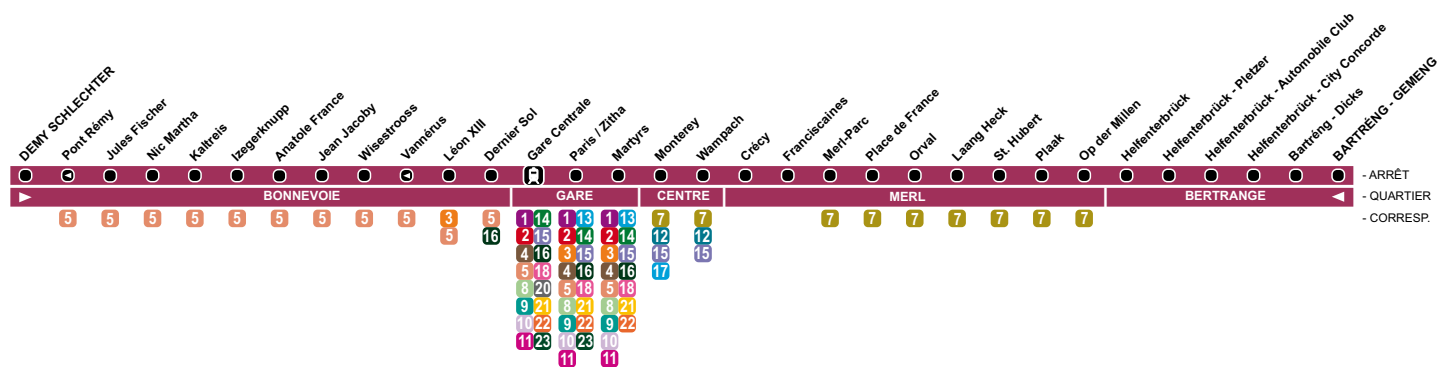 DEMY SCHLECHTER
Pont Rémy
Jules Fischer
Nic Martha
Kaltreis
Izegerknupp
Anatole France
Jean Jacoby
Wisestrooss
Vannérus
Léon XIII
Dernier Sol
Gare Centrale
Paris / Zitha
Martyrs
Monterey
Wampach
Crécy
Franciscaines
Merl-Parc
Place de France
Orval
Laang Heck
St. Hubert
Plaak
Op der Millen
Helfenterbrück
Helfenterbrück - Pletzer
Helfenterbrück - Automobile Club
Helfenterbrück - City Concorde
Bartréng - Dicks
BARTRÉNG - GEMENG
- ARRÊT
BONNEVOIE GARE CENTRE MERL BERTRANGE - QUARTIER
5 5 5 5 5 5 5 5 5 3 5 1 14 1 13 1 13 7 7 7 7 7 7 7 7 7 - CORRESP.
5 16 2 15 2 14 2 14 12 12
4 16 3 15 3 15 15 15
5 18 4 16 4 16 17
8 20 5 18 5 18
9 21 8 21 8 21
10 22 9 22 9 22
11 23 10 23 10
11 11